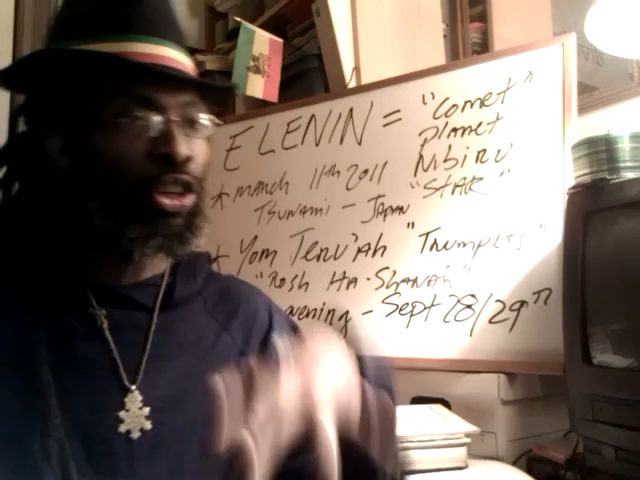 ELENIN = "Comet"
planet
Nibiru
* March 11th 2011 "STAR"
Tsunami - Japan
* Yom Teru'ah "Trumpets"
"Rosh Ha-Shanah"
evening - Sept 28/29"